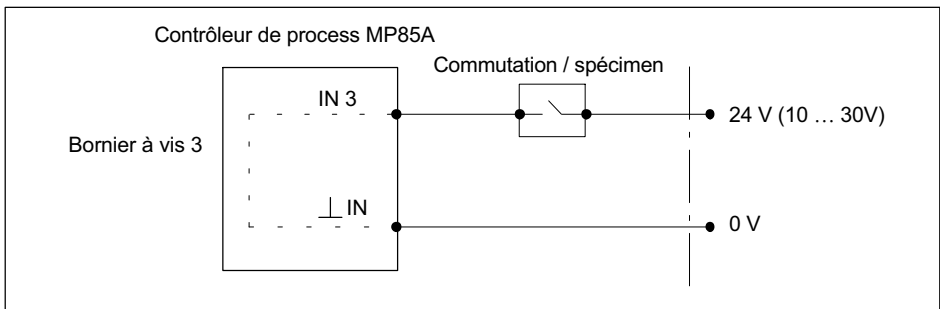 Contrôleur de process MP85A
Commutation / spécimen
IN 3
24 V (10 … 30V)
Bornier à vis 3
⊥ IN
0 V